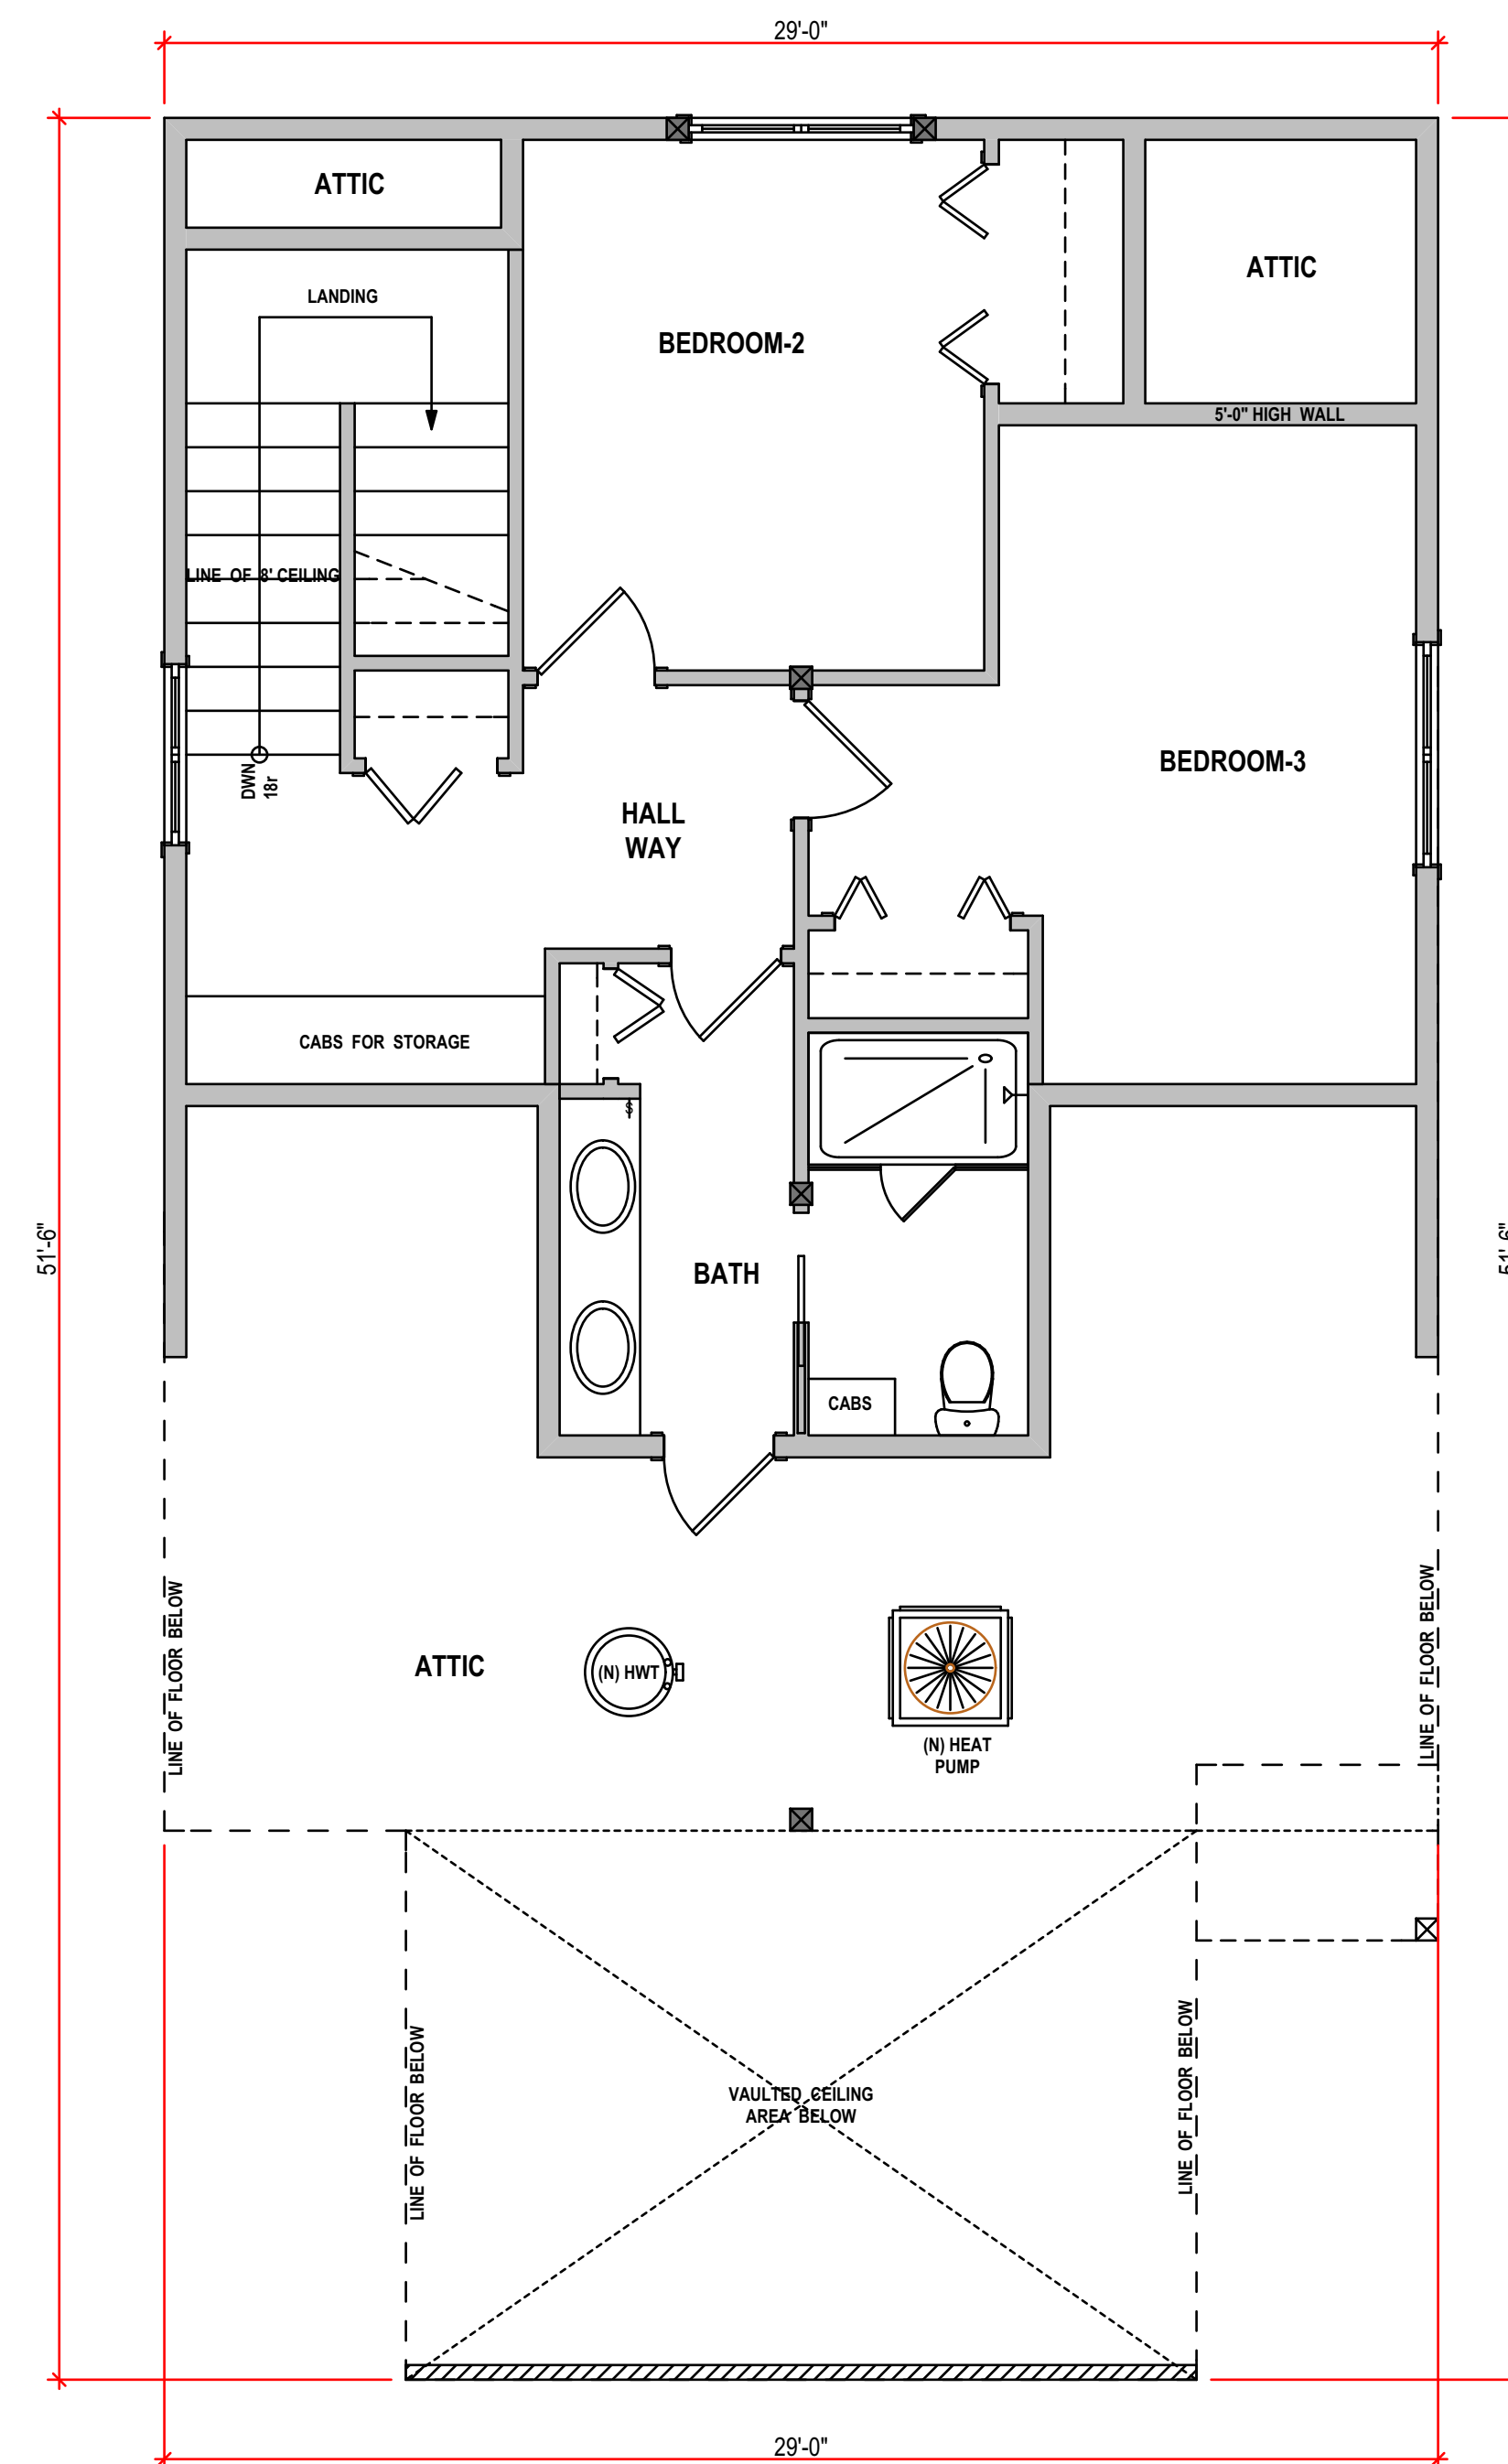 29'-0"
ATTIC
ATTIC
LANDING
BEDROOM-2
5'-0" HIGH WALL
LINE OF 8' CEILING
DWN
18r
BEDROOM-3
HALL
WAY
CABS FOR STORAGE
51'-6"
51'-6"
BATH
CABS
LINE OF FLOOR BELOW
LINE OF FLOOR BELOW
ATTIC
(N) HWT
(N) HEAT
PUMP
LINE OF FLOOR BELOW
LINE OF FLOOR BELOW
VAULTED CEILING
AREA BELOW
29'-0"